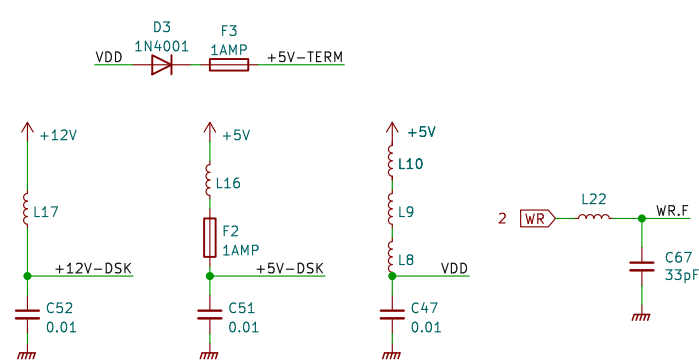 D3
1N4001
F3
1AMP
VDD
+5V-TERM
+12V
L17
+12V-DSK
C52
0.01
+5V
L16
F2
1AMP
+5V-DSK
C51
0.01
+5V
L10
L9
L8
VDD
C47
0.01
2
WR
L22
WR.F
C67
33pF